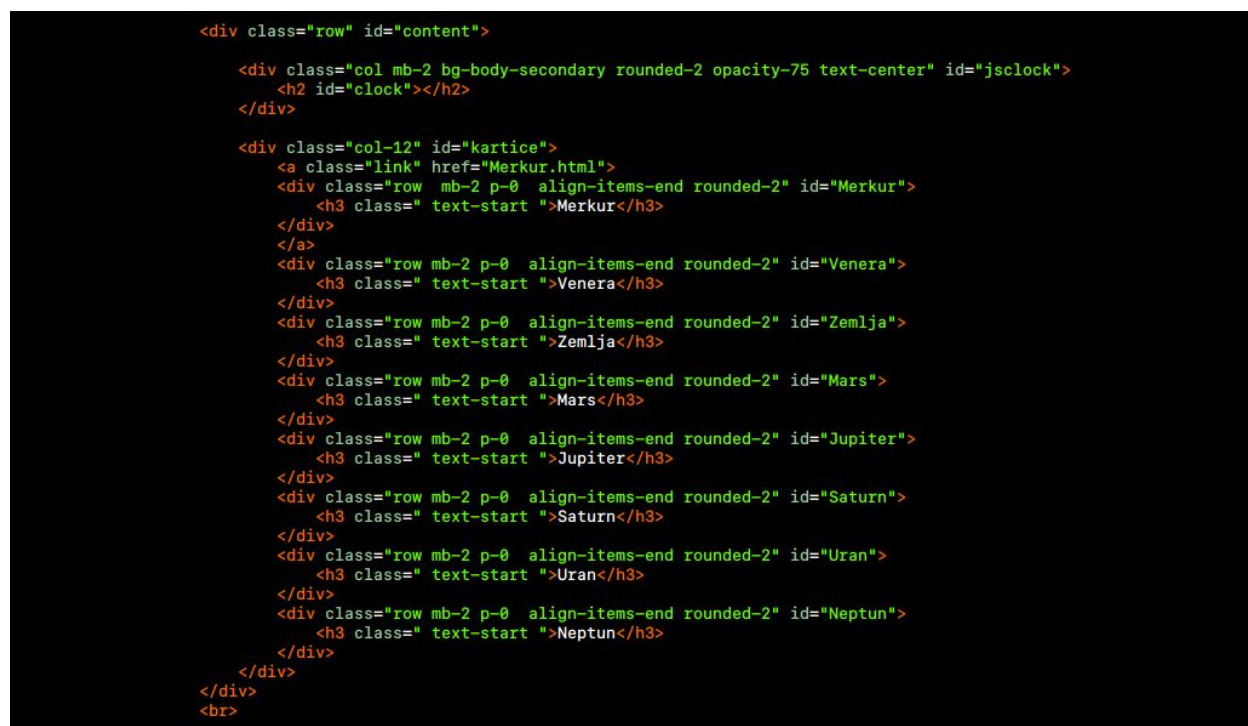 <div class="row" id="content">
<div class="col mb-2 bg-body-secondary rounded-2 opacity-75 text-center" id="jsclock">
<h2 id="clock"></h2>
</div>
<div class="col-12" id="kartice">
<a class="link" href="Merkur.html">
<div class="row  mb-2 p-0  align-items-end rounded-2" id="Merkur">
<h3 class=" text-start ">Merkur</h3>
</div>
</a>
<div class="row mb-2 p-0  align-items-end rounded-2" id="Venera">
<h3 class=" text-start ">Venera</h3>
</div>
<div class="row mb-2 p-0  align-items-end rounded-2" id="Zemlja">
<h3 class=" text-start ">Zemlja</h3>
</div>
<div class="row mb-2 p-0  align-items-end rounded-2" id="Mars">
<h3 class=" text-start ">Mars</h3>
</div>
<div class="row mb-2 p-0  align-items-end rounded-2" id="Jupiter">
<h3 class=" text-start ">Jupiter</h3>
</div>
<div class="row mb-2 p-0  align-items-end rounded-2" id="Saturn">
<h3 class=" text-start ">Saturn</h3>
</div>
<div class="row mb-2 p-0  align-items-end rounded-2" id="Uran">
<h3 class=" text-start ">Uran</h3>
</div>
<div class="row mb-2 p-0  align-items-end rounded-2" id="Neptun">
<h3 class=" text-start ">Neptun</h3>
</div>
</div>
</div>
<br>